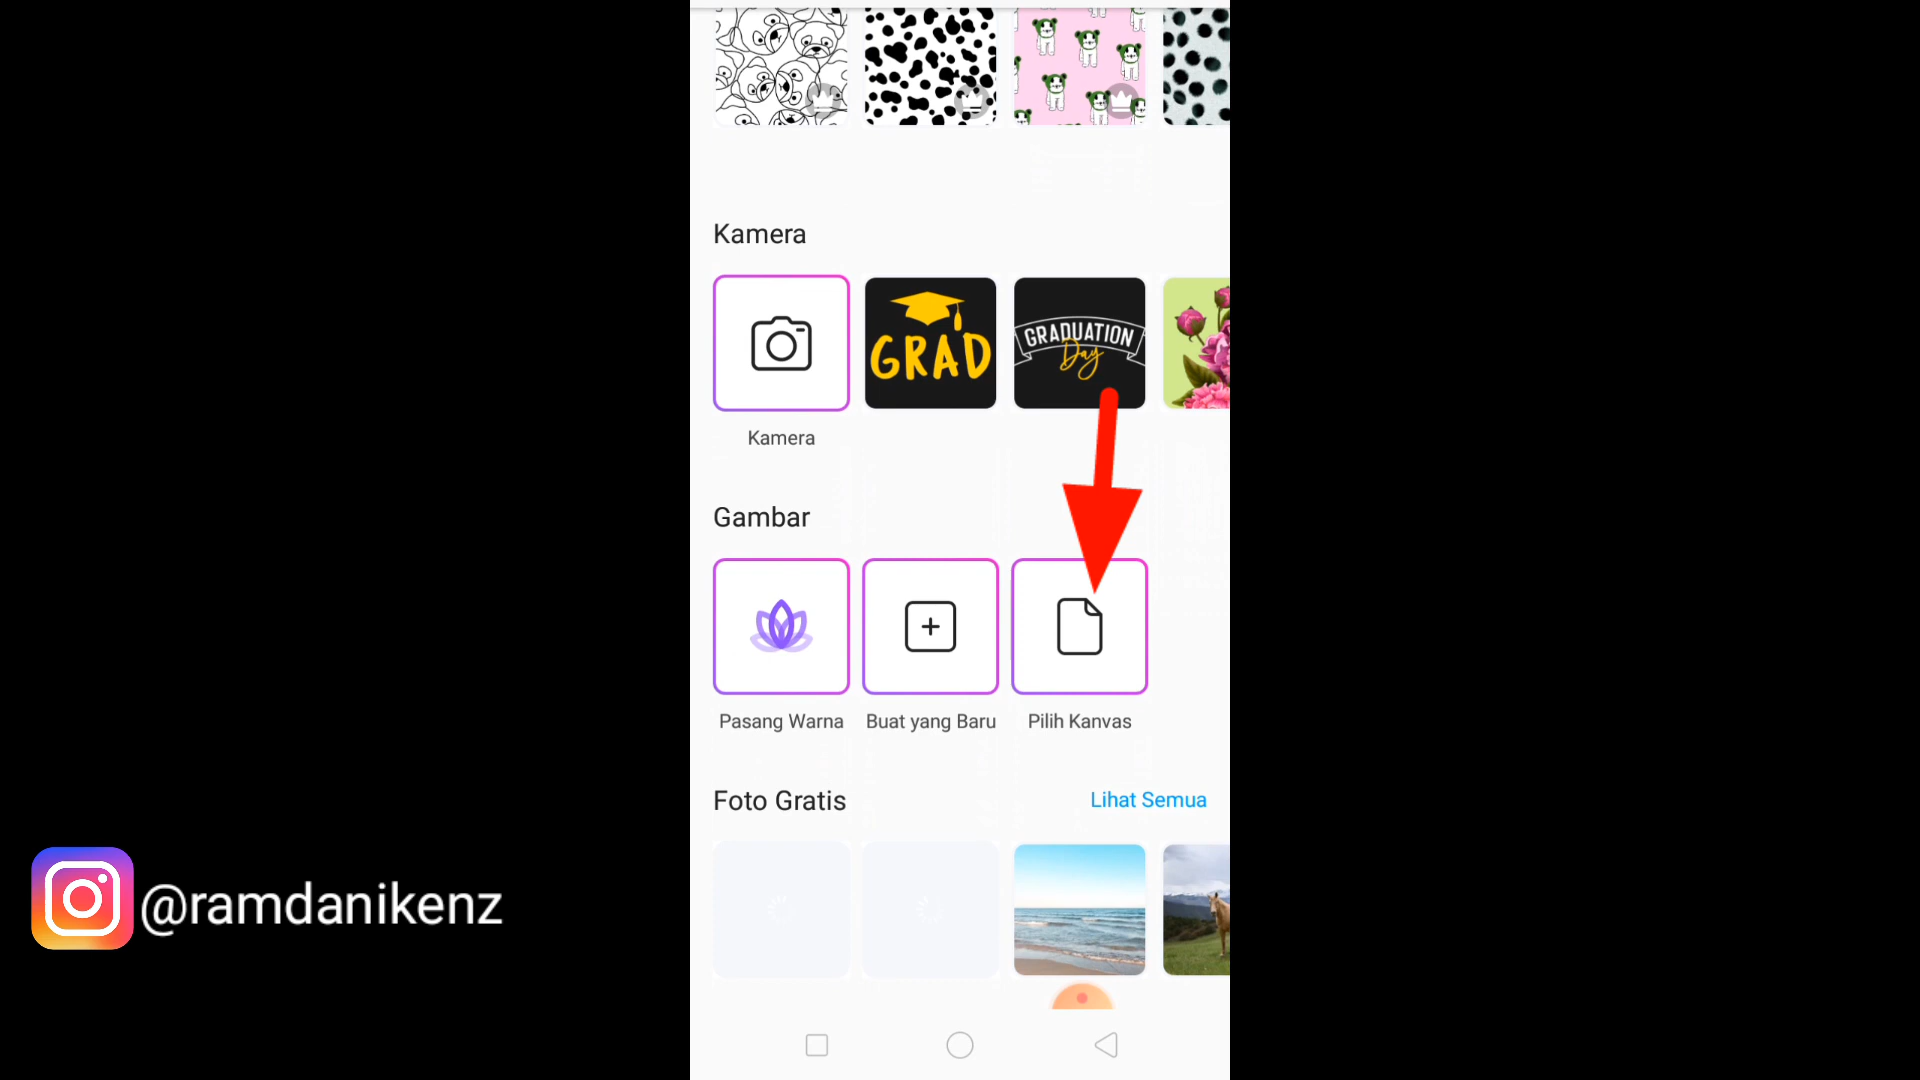 Kamera
GRAD
GRADUATION
Day
Kamera
Gambar
Pasang Warna
Buat yang Baru
Pilih Kanvas
Foto Gratis
Lihat Semua
@ramdanikenz